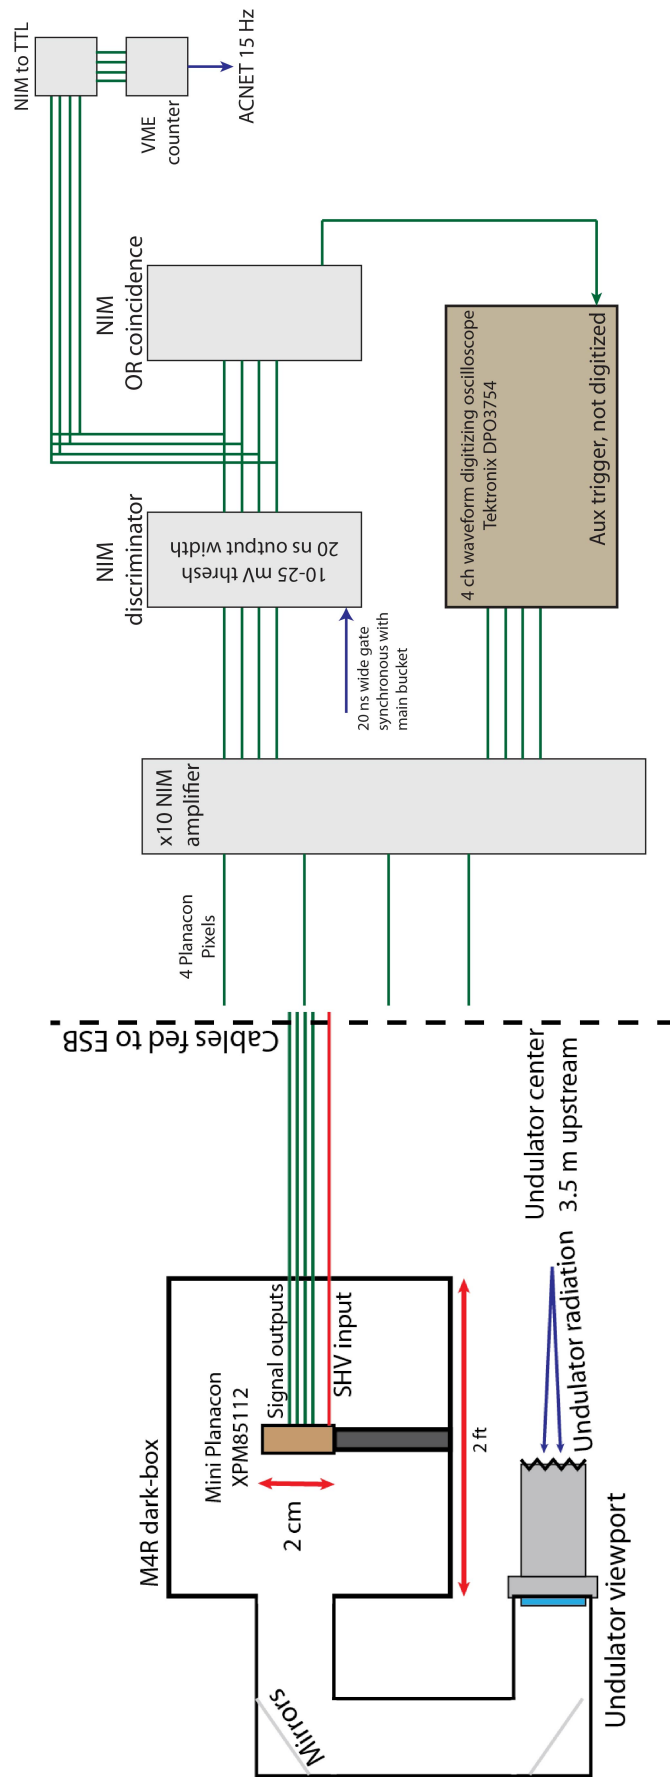 M4R dark-box
Mini Planacon
XPM85112
Signal outputs
SHV input
2 cm
2 ft
Mirrors
Undulator viewport
Undulator radiation
Undulator center
3.5 m upstream
Cables fed to ESB
4 Planacon
Pixels
x10 NIM
amplifier
NIM
discriminator
10-25 mV thresh
20 ns output width
20 ns wide gate
synchronous with
main bucket
NIM
OR coincidence
4 ch waveform digitizing oscilloscope
Tektronix DPO3754
Aux trigger, not digitized
NIM to TTL
VME
counter
ACNET 15 Hz